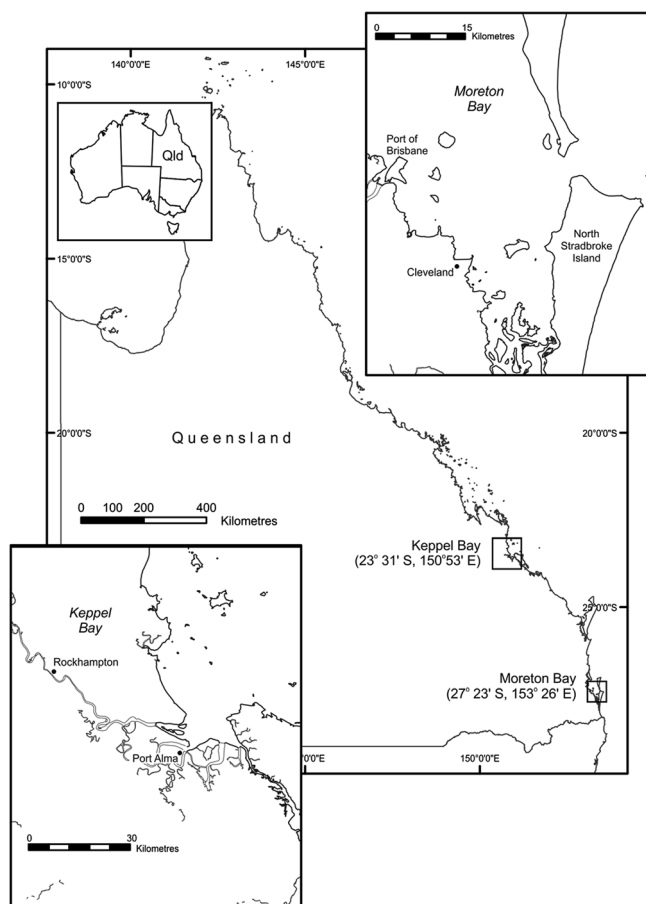 0 15
Kilometres
140°0'0"E 145°0'0"E
10°0'0"S
Moreton
Bay
Qld
Port of
Brisbane
North
Stradbroke
Island
15°0'0"S
Cleveland
20°0'0"S 20°0'0"S
Queensland
0 100 200 400
Kilometres
Keppel Bay
(23° 31' S, 150°53' E)
25°0'0"S
Keppel
Bay
Rockhampton
Moreton Bay
(27° 23' S, 153° 26' E)
Port Alma
150°0'0"E
0 30
Kilometres